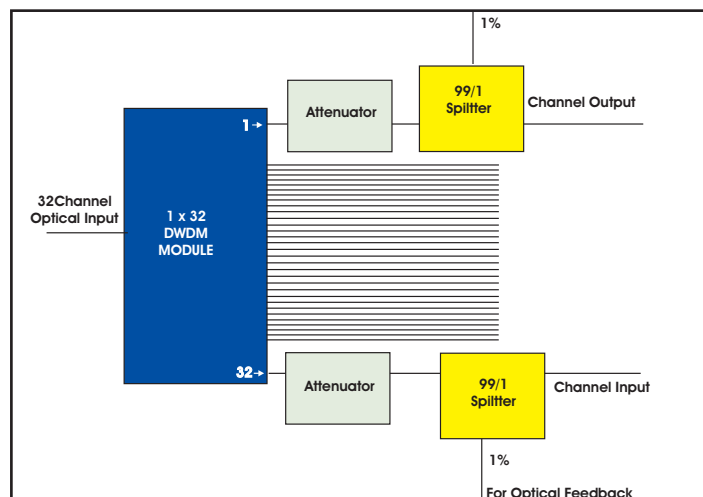 1%
99/1
Spiltter
Channel Output
Attenuator
1→
32Channel
Optical Input
1 x 32
DWDM
MODULE
32→
Attenuator
99/1
Spiltter
Channel Input
1%
For Optical Feedback